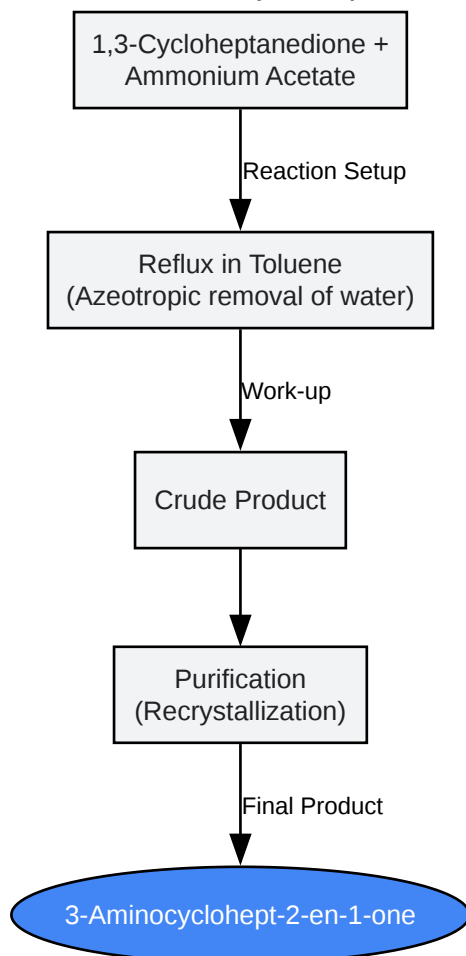 1,3-Cycloheptanedione +
Ammonium Acetate
Reaction Setup
Reflux in Toluene
(Azeotropic removal of water)
Work-up
Crude Product
Purification
(Recrystallization)
Final Product
3-Aminocyclohept-2-en-1-one